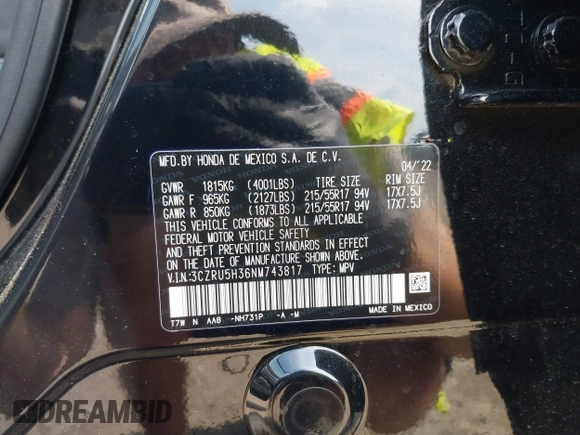 MFD.BY HONDA DE MEXICO S.A. DE C.V.
04/'22
GVWR 1815KG (4001LBS) TIRE SIZE RIM SIZE
GAWR F 965KG (2127LBS) 215/55R17 94V 17X7.5J
GAWR R 850KG (1873LBS) 215/55R17 94V 17X7.5J
THIS VEHICLE CONFORMS TO ALL APPLICABLE
FEDERAL MOTOR VEHICLE SAFETY
AND THEFT PREVENTION STANDARDS IN EFFECT
ON THE DATE OF MANUFACTURE SHOWN ABOVE.
V.I.N.:3CZRU5H36NM743817 TYPE: MPV
T7W N AA8 -NH731P -A -M MADE IN MEXICO
DREAMBID